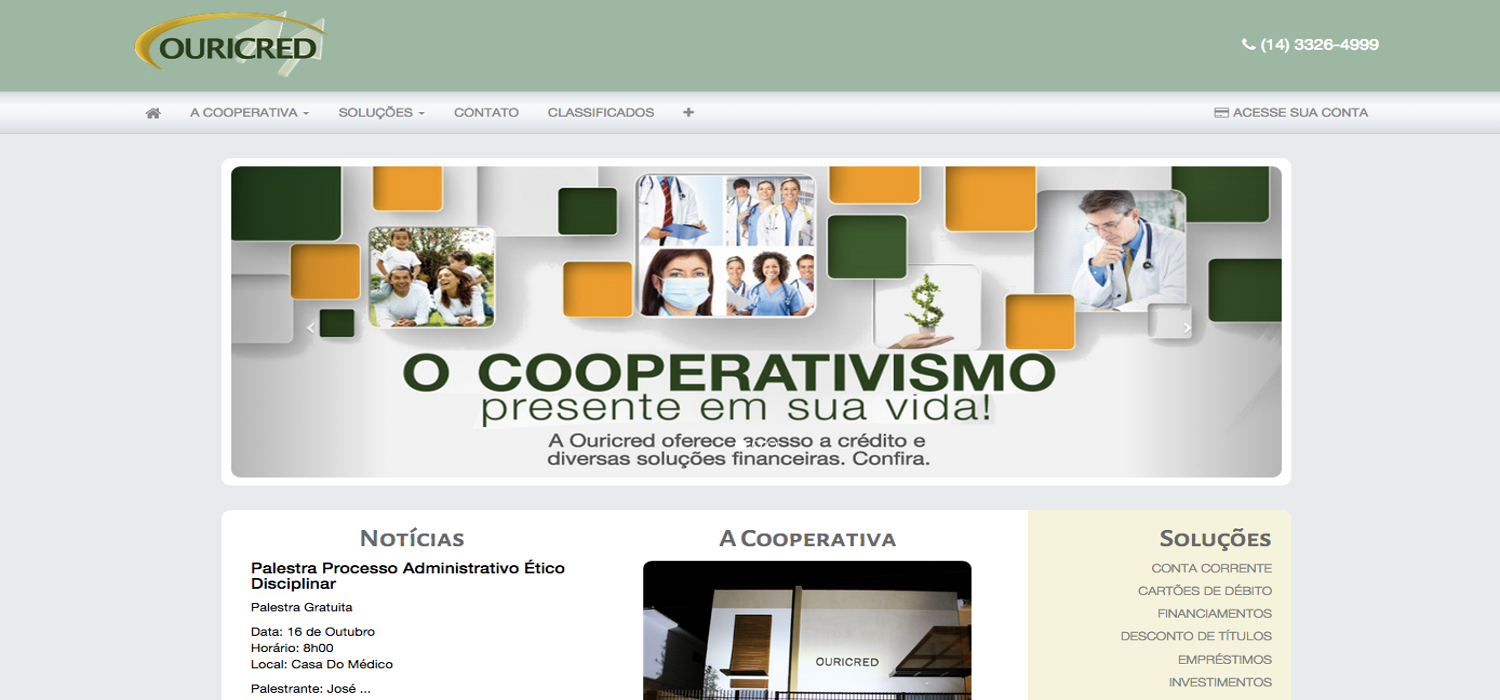 OURICRED
(14) 3326-4999
A COOPERATIVA
SOLUÇÕES
CONTATO
CLASSIFICADOS
ACESSE SUA CONTA
O COOPERATIVISMO
presente em sua vida!
A Ouricred oferece acesso a crédito e
diversas soluções financeiras. Confira.
Notícias
Palestra Processo Administrativo Ético
Disciplinar
Palestra Gratuita
Data: 16 de Outubro
Horário: 8h00
Local: Casa Do Médico
Palestrante: José ...
A Cooperativa
OURICRED
Soluções
CONTA CORRENTE
CARTÕES DE DÉBITO
FINANCIAMENTOS
DESCONTO DE TÍTULOS
EMPRÉSTIMOS
INVESTIMENTOS